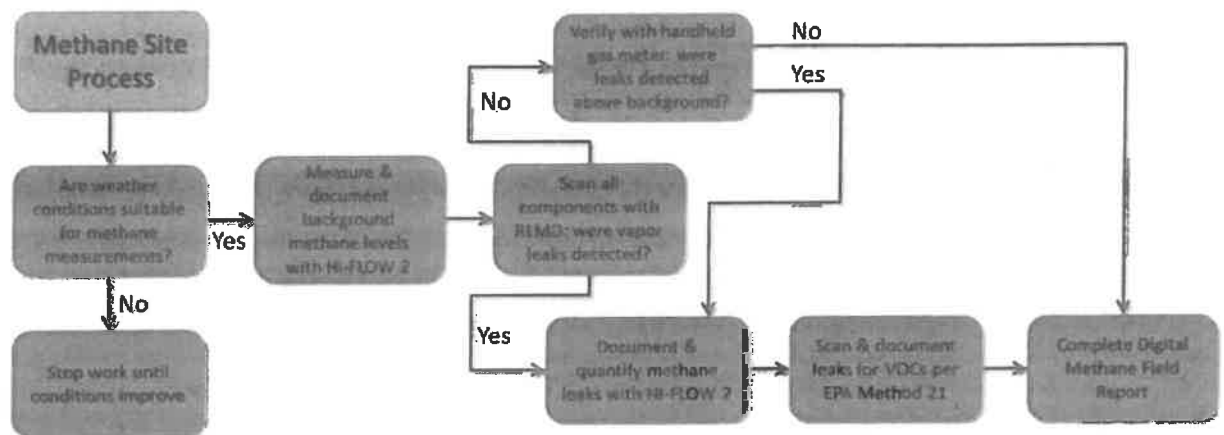 Methane Site
Process
Are weather
conditions suitable
for methane
measurements?
Yes
No
Stop work until
conditions improve
Measure &
document
background
methane levels
with Hi-FLOW 2
Scan all
components with
RLMD: were vapor
leaks detected?
No
Yes
Verify with handheld
gas meter: were
leaks detected
above background?
No
Yes
Document &
quantify methane
leaks with Hi-FLOW 2
Scan & document
leaks for VOCs per
EPA Method 21
Complete Digital
Methane Field
Report